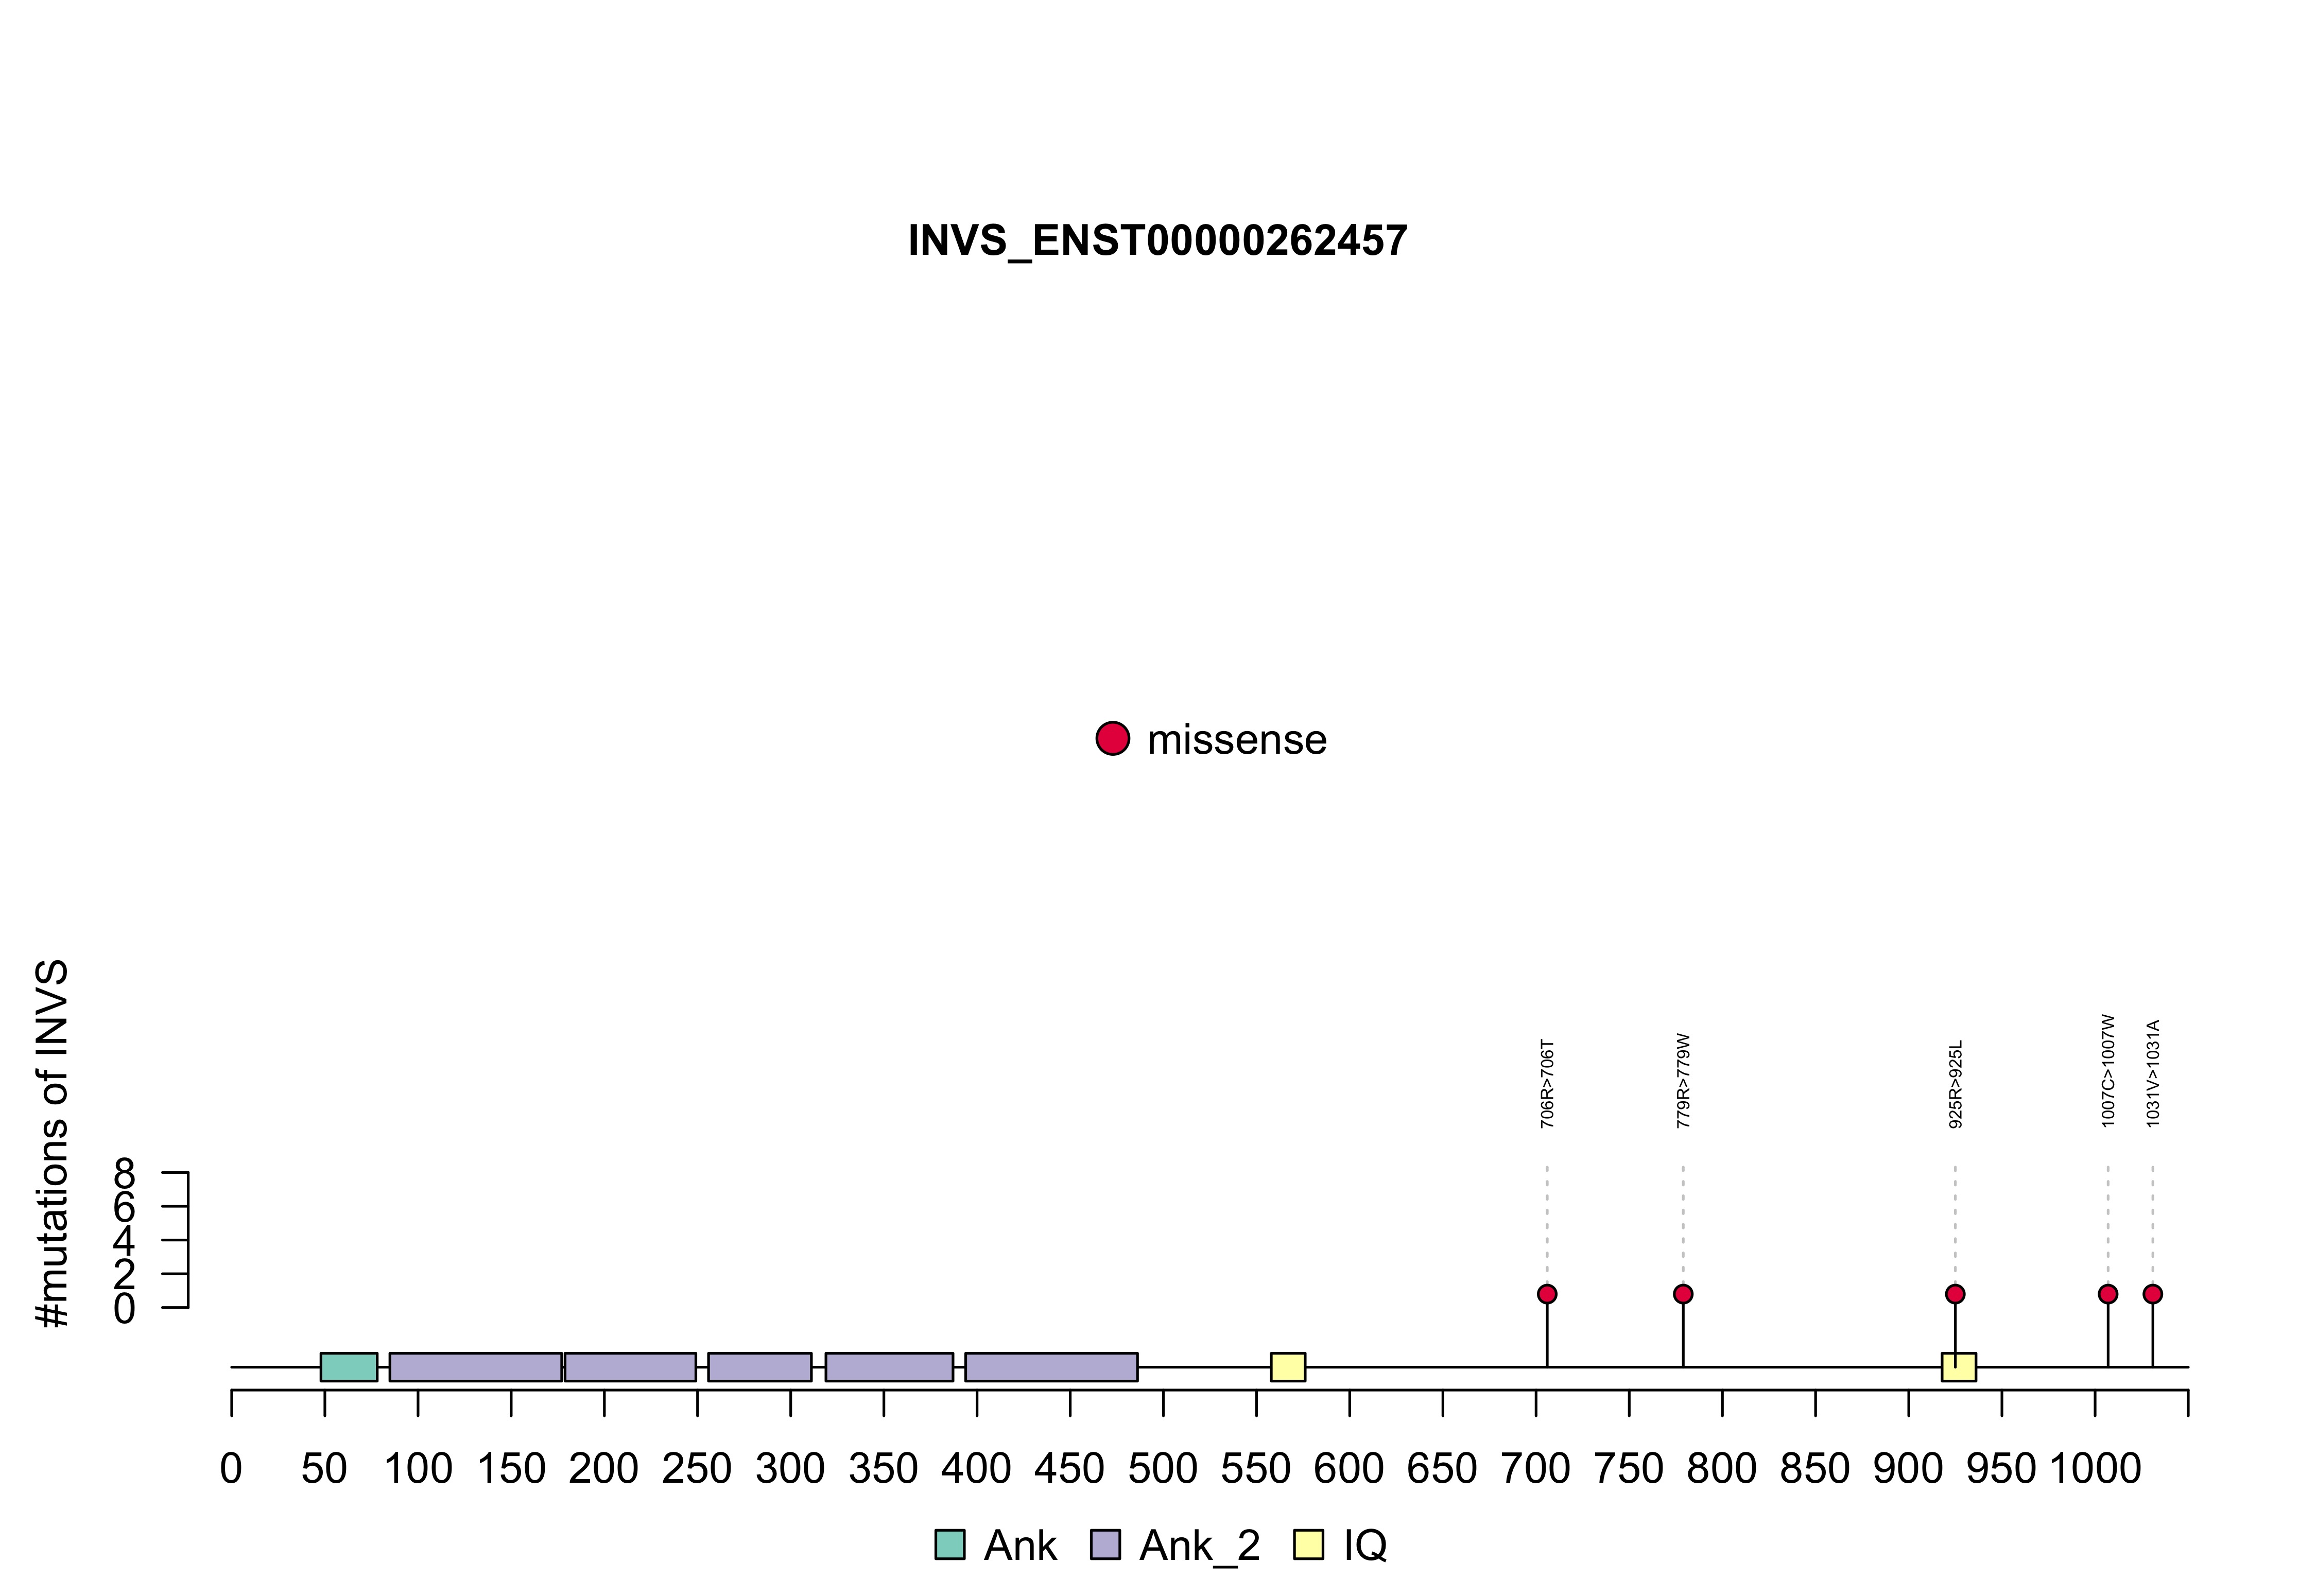 INVS_ENST00000262457
missense
#mutations of INVS
706R>706T
779R>779W
925R>925L
1007C>1007W
1031V>1031A
8
6
4
2
0
0 50 100 150 200 250 300 350 400 450 500 550 600 650 700 750 800 850 900 950 1000
Ank Ank_2 IQ